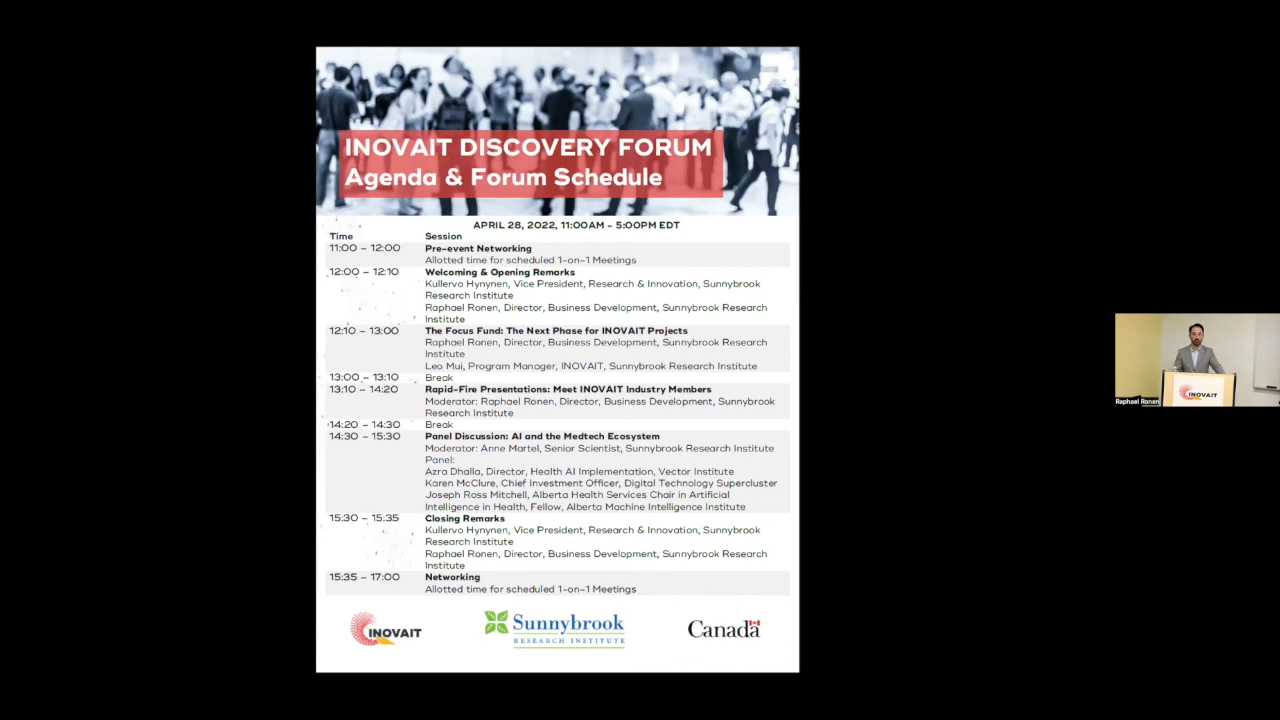 INOVAIT DISCOVERY FORUM
Agenda & Forum Schedule
APRIL 28, 2022, 11:00AM - 5:00PM EDT
Time Session
11:00 – 12:00 Pre-event Networking
Allotted time for scheduled 1-on-1 Meetings
12:00 – 12:10 Welcoming & Opening Remarks
Kullervo Hynynen, Vice President, Research & Innovation, Sunnybrook
Research Institute
Raphael Ronen, Director, Business Development, Sunnybrook Research
Institute
12:10 – 13:00 The Focus Fund: The Next Phase for INOVAIT Projects
Raphael Ronen, Director, Business Development, Sunnybrook Research
Institute
Leo Mui, Program Manager, INOVAIT, Sunnybrook Research Institute
13:00 – 13:10 Break
13:10 – 14:20 Rapid-Fire Presentations: Meet INOVAIT Industry Members
Moderator: Raphael Ronen, Director, Business Development, Sunnybrook
Research Institute
14:20 – 14:30 Break
14:30 – 15:30 Panel Discussion: AI and the Medtech Ecosystem
Moderator: Anne Martel, Senior Scientist, Sunnybrook Research Institute
Panel:
Azra Dhalla, Director, Health AI Implementation, Vector Institute
Karen McClure, Chief Investment Officer, Digital Technology Supercluster
Joseph Ross Mitchell, Alberta Health Services Chair in Artificial
Intelligence in Health, Fellow, Alberta Machine Intelligence Institute
15:30 – 15:35 Closing Remarks
Kullervo Hynynen, Vice President, Research & Innovation, Sunnybrook
Research Institute
Raphael Ronen, Director, Business Development, Sunnybrook Research
Institute
15:35 – 17:00 Networking
Allotted time for scheduled 1-on-1 Meetings
INOVAIT
Sunnybrook
RESEARCH INSTITUTE
Canada
INOVAIT
Raphael Ronen